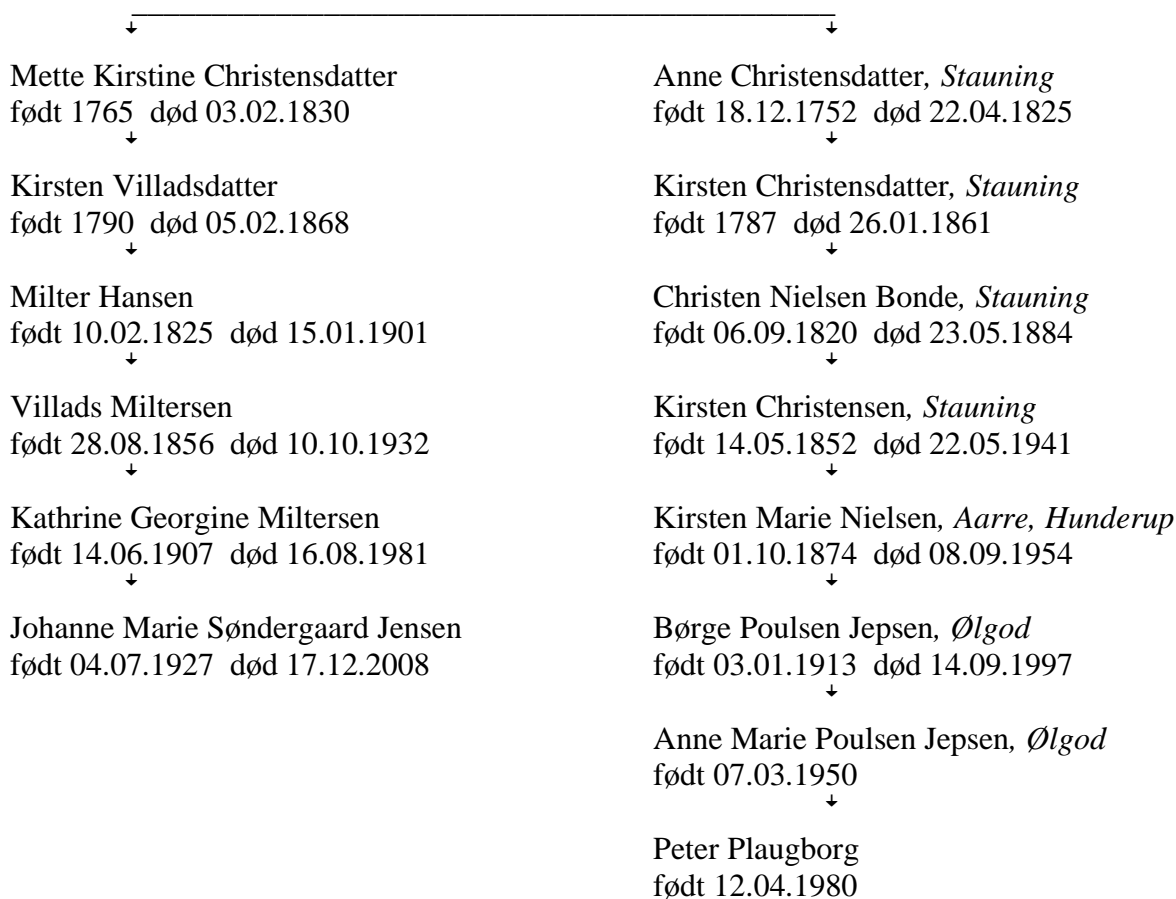 Mette Kirstine Christensdatter
født 1765 død 03.02.1830
Kirsten Villadsdatter
født 1790 død 05.02.1868
Milter Hansen
født 10.02.1825 død 15.01.1901
Villads Miltersen
født 28.08.1856 død 10.10.1932
Kathrine Georgine Miltersen
født 14.06.1907 død 16.08.1981
Johanne Marie Søndergaard Jensen
født 04.07.1927 død 17.12.2008
Anne Christensdatter, Stauning
født 18.12.1752 død 22.04.1825
Kirsten Christensdatter, Stauning
født 1787 død 26.01.1861
Christen Nielsen Bonde, Stauning
født 06.09.1820 død 23.05.1884
Kirsten Christensen, Stauning
født 14.05.1852 død 22.05.1941
Kirsten Marie Nielsen, Aarre, Hunderup
født 01.10.1874 død 08.09.1954
Børge Poulsen Jepsen, Ølgod
født 03.01.1913 død 14.09.1997
Anne Marie Poulsen Jepsen, Ølgod
født 07.03.1950
Peter Plaugborg
født 12.04.1980